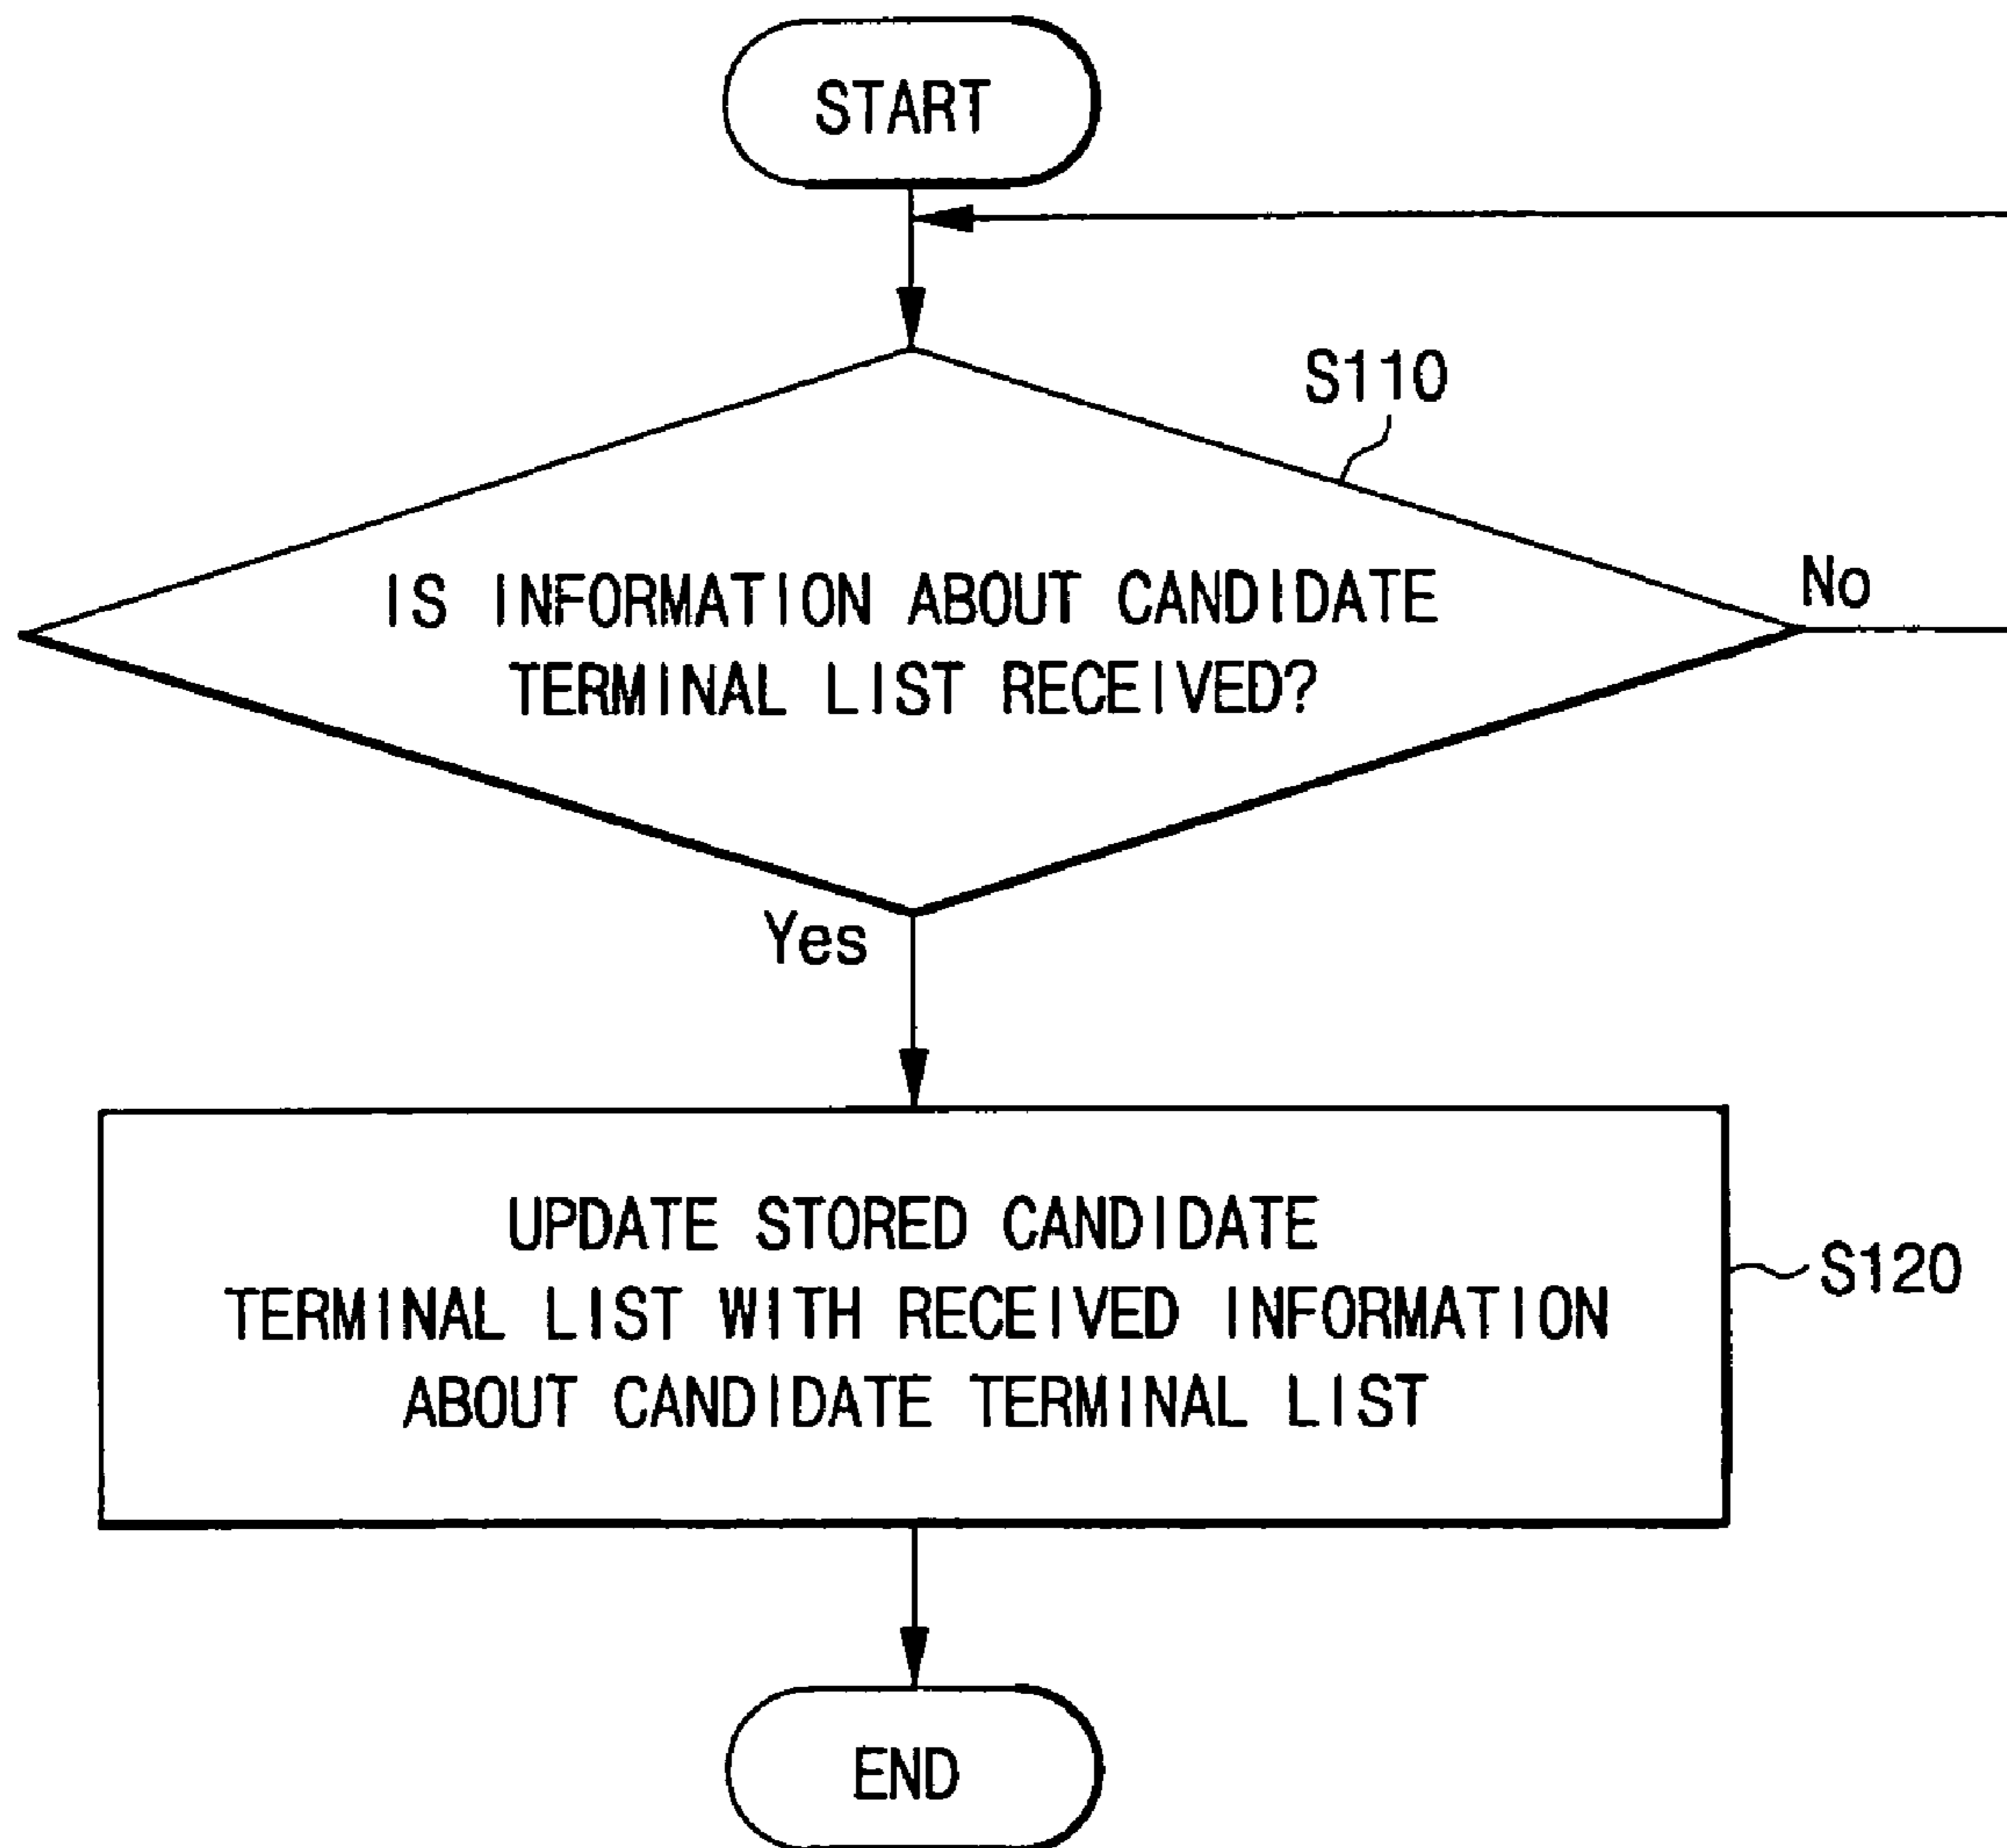 START
S110
IS INFORMATION ABOUT CANDIDATE
TERMINAL LIST RECEIVED?
No
Yes
UPDATE STORED CANDIDATE
TERMINAL LIST WITH RECEIVED INFORMATION
ABOUT CANDIDATE TERMINAL LIST
S120
END